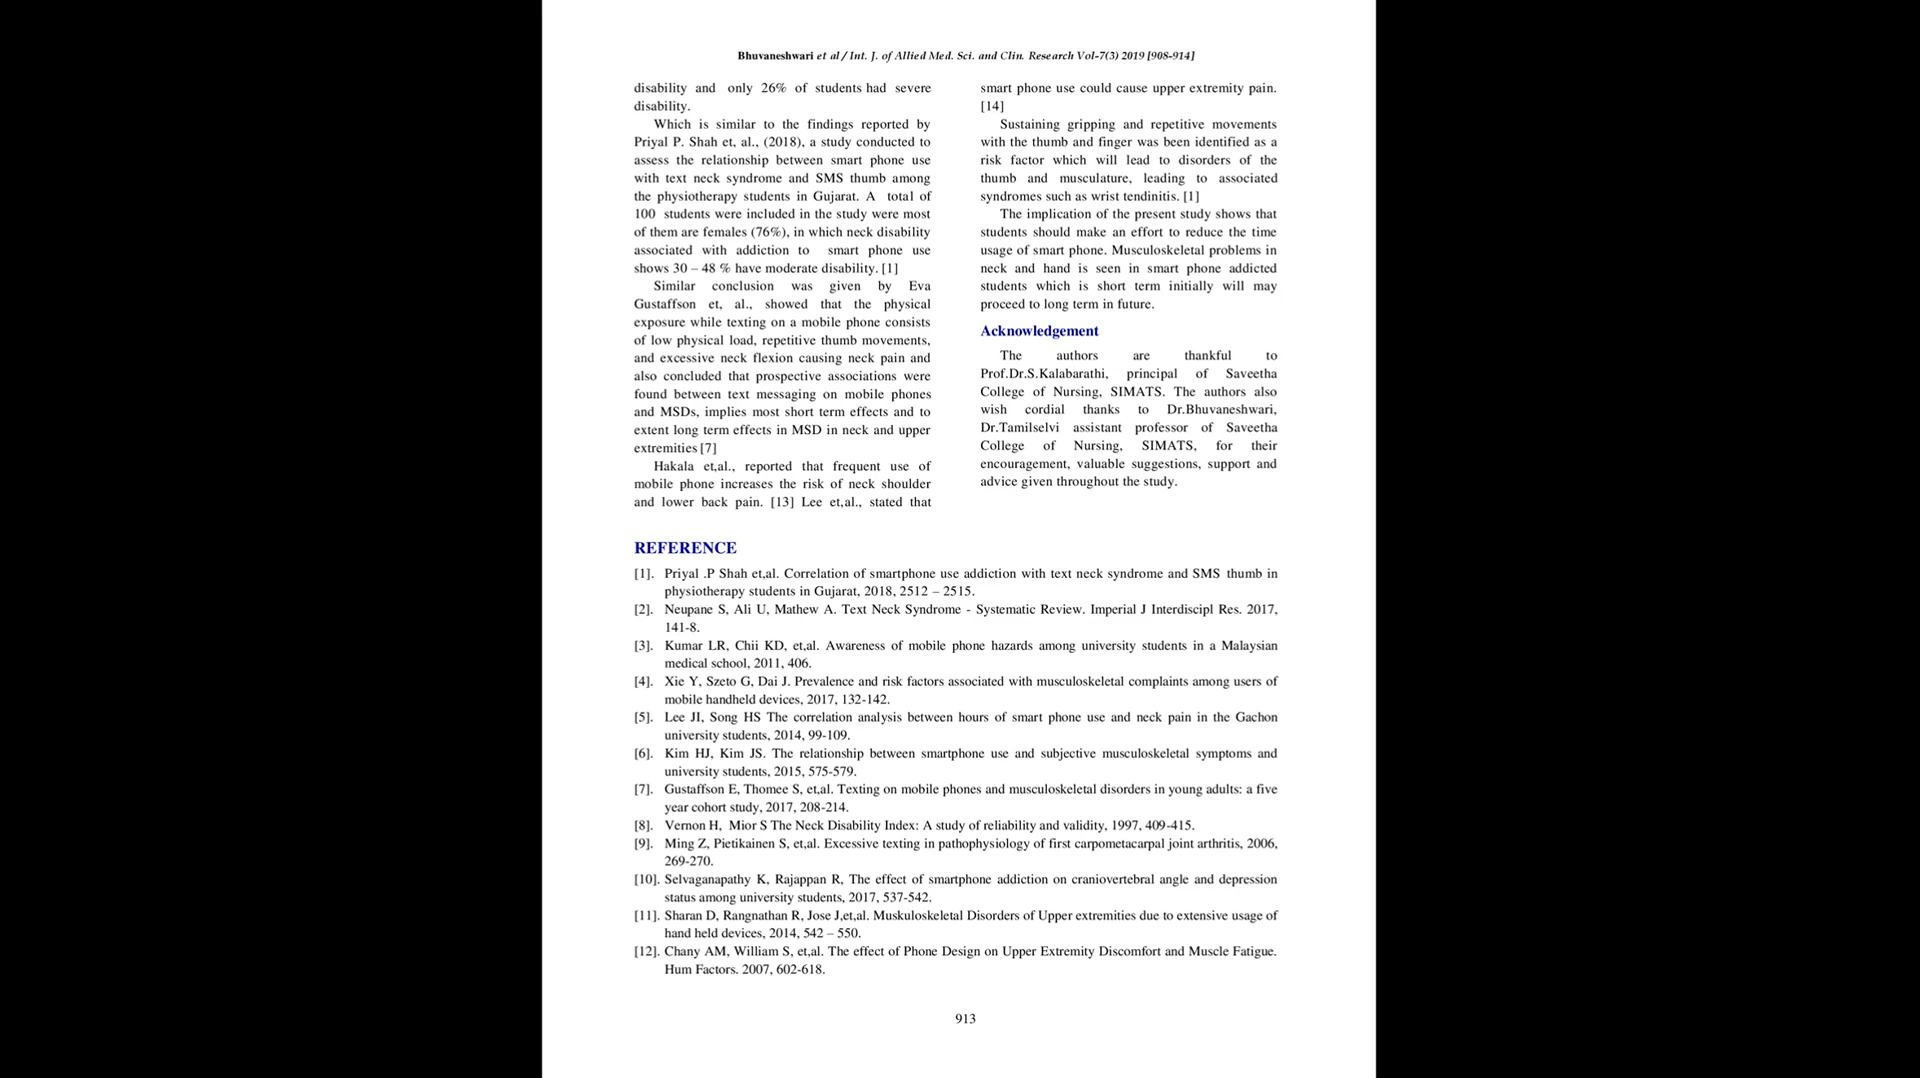 Bhuvaneshwari et al / Int. J. of Allied Med. Sci. and Clin. Research Vol-7(3) 2019 [908-914]
disability and only 26% of students had severe
disability.
Which is similar to the findings reported by
Priyal P. Shah et, al., (2018), a study conducted to
assess the relationship between smart phone use
with text neck syndrome and SMS thumb among
the physiotherapy students in Gujarat. A total of
100 students were included in the study were most
of them are females (76%), in which neck disability
associated with addiction to smart phone use
shows 30 – 48 % have moderate disability. [1]
Similar conclusion was given by Eva
Gustaffson et, al., showed that the physical
exposure while texting on a mobile phone consists
of low physical load, repetitive thumb movements,
and excessive neck flexion causing neck pain and
also concluded that prospective associations were
found between text messaging on mobile phones
and MSDs, implies most short term effects and to
extent long term effects in MSD in neck and upper
extremities [7]
Hakala et,al., reported that frequent use of
mobile phone increases the risk of neck shoulder
and lower back pain. [13] Lee et,al., stated that
smart phone use could cause upper extremity pain.
[14]
Sustaining gripping and repetitive movements
with the thumb and finger was been identified as a
risk factor which will lead to disorders of the
thumb and musculature, leading to associated
syndromes such as wrist tendinitis. [1]
The implication of the present study shows that
students should make an effort to reduce the time
usage of smart phone. Musculoskeletal problems in
neck and hand is seen in smart phone addicted
students which is short term initially will may
proceed to long term in future.
Acknowledgement
The authors are thankful to
Prof.Dr.S.Kalabarathi, principal of Saveetha
College of Nursing, SIMATS. The authors also
wish cordial thanks to Dr.Bhuvaneshwari,
Dr.Tamilselvi assistant professor of Saveetha
College of Nursing, SIMATS, for their
encouragement, valuable suggestions, support and
advice given throughout the study.
REFERENCE
[1]. Priyal .P Shah et,al. Correlation of smartphone use addiction with text neck syndrome and SMS thumb in
physiotherapy students in Gujarat, 2018, 2512 – 2515.
[2]. Neupane S, Ali U, Mathew A. Text Neck Syndrome - Systematic Review. Imperial J Interdiscipl Res. 2017,
141-8.
[3]. Kumar LR, Chii KD, et,al. Awareness of mobile phone hazards among university students in a Malaysian
medical school, 2011, 406.
[4]. Xie Y, Szeto G, Dai J. Prevalence and risk factors associated with musculoskeletal complaints among users of
mobile handheld devices, 2017, 132-142.
[5]. Lee JI, Song HS The correlation analysis between hours of smart phone use and neck pain in the Gachon
university students, 2014, 99-109.
[6]. Kim HJ, Kim JS. The relationship between smartphone use and subjective musculoskeletal symptoms and
university students, 2015, 575-579.
[7]. Gustaffson E, Thomee S, et,al. Texting on mobile phones and musculoskeletal disorders in young adults: a five
year cohort study, 2017, 208-214.
[8]. Vernon H, Mior S The Neck Disability Index: A study of reliability and validity, 1997, 409-415.
[9]. Ming Z, Pietikainen S, et,al. Excessive texting in pathophysiology of first carpometacarpal joint arthritis, 2006,
269-270.
[10]. Selvaganapathy K, Rajappan R, The effect of smartphone addiction on craniovertebral angle and depression
status among university students, 2017, 537-542.
[11]. Sharan D, Rangnathan R, Jose J,et,al. Muskuloskeletal Disorders of Upper extremities due to extensive usage of
hand held devices, 2014, 542 – 550.
[12]. Chany AM, William S, et,al. The effect of Phone Design on Upper Extremity Discomfort and Muscle Fatigue.
Hum Factors. 2007, 602-618.
913